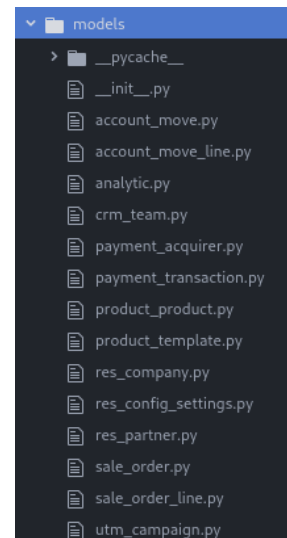 models
__pycache__
__init__.py
account_move.py
account_move_line.py
analytic.py
crm_team.py
payment_acquirer.py
payment_transaction.py
product_product.py
product_template.py
res_company.py
res_config_settings.py
res_partner.py
sale_order.py
sale_order_line.py
utm_campaign.py